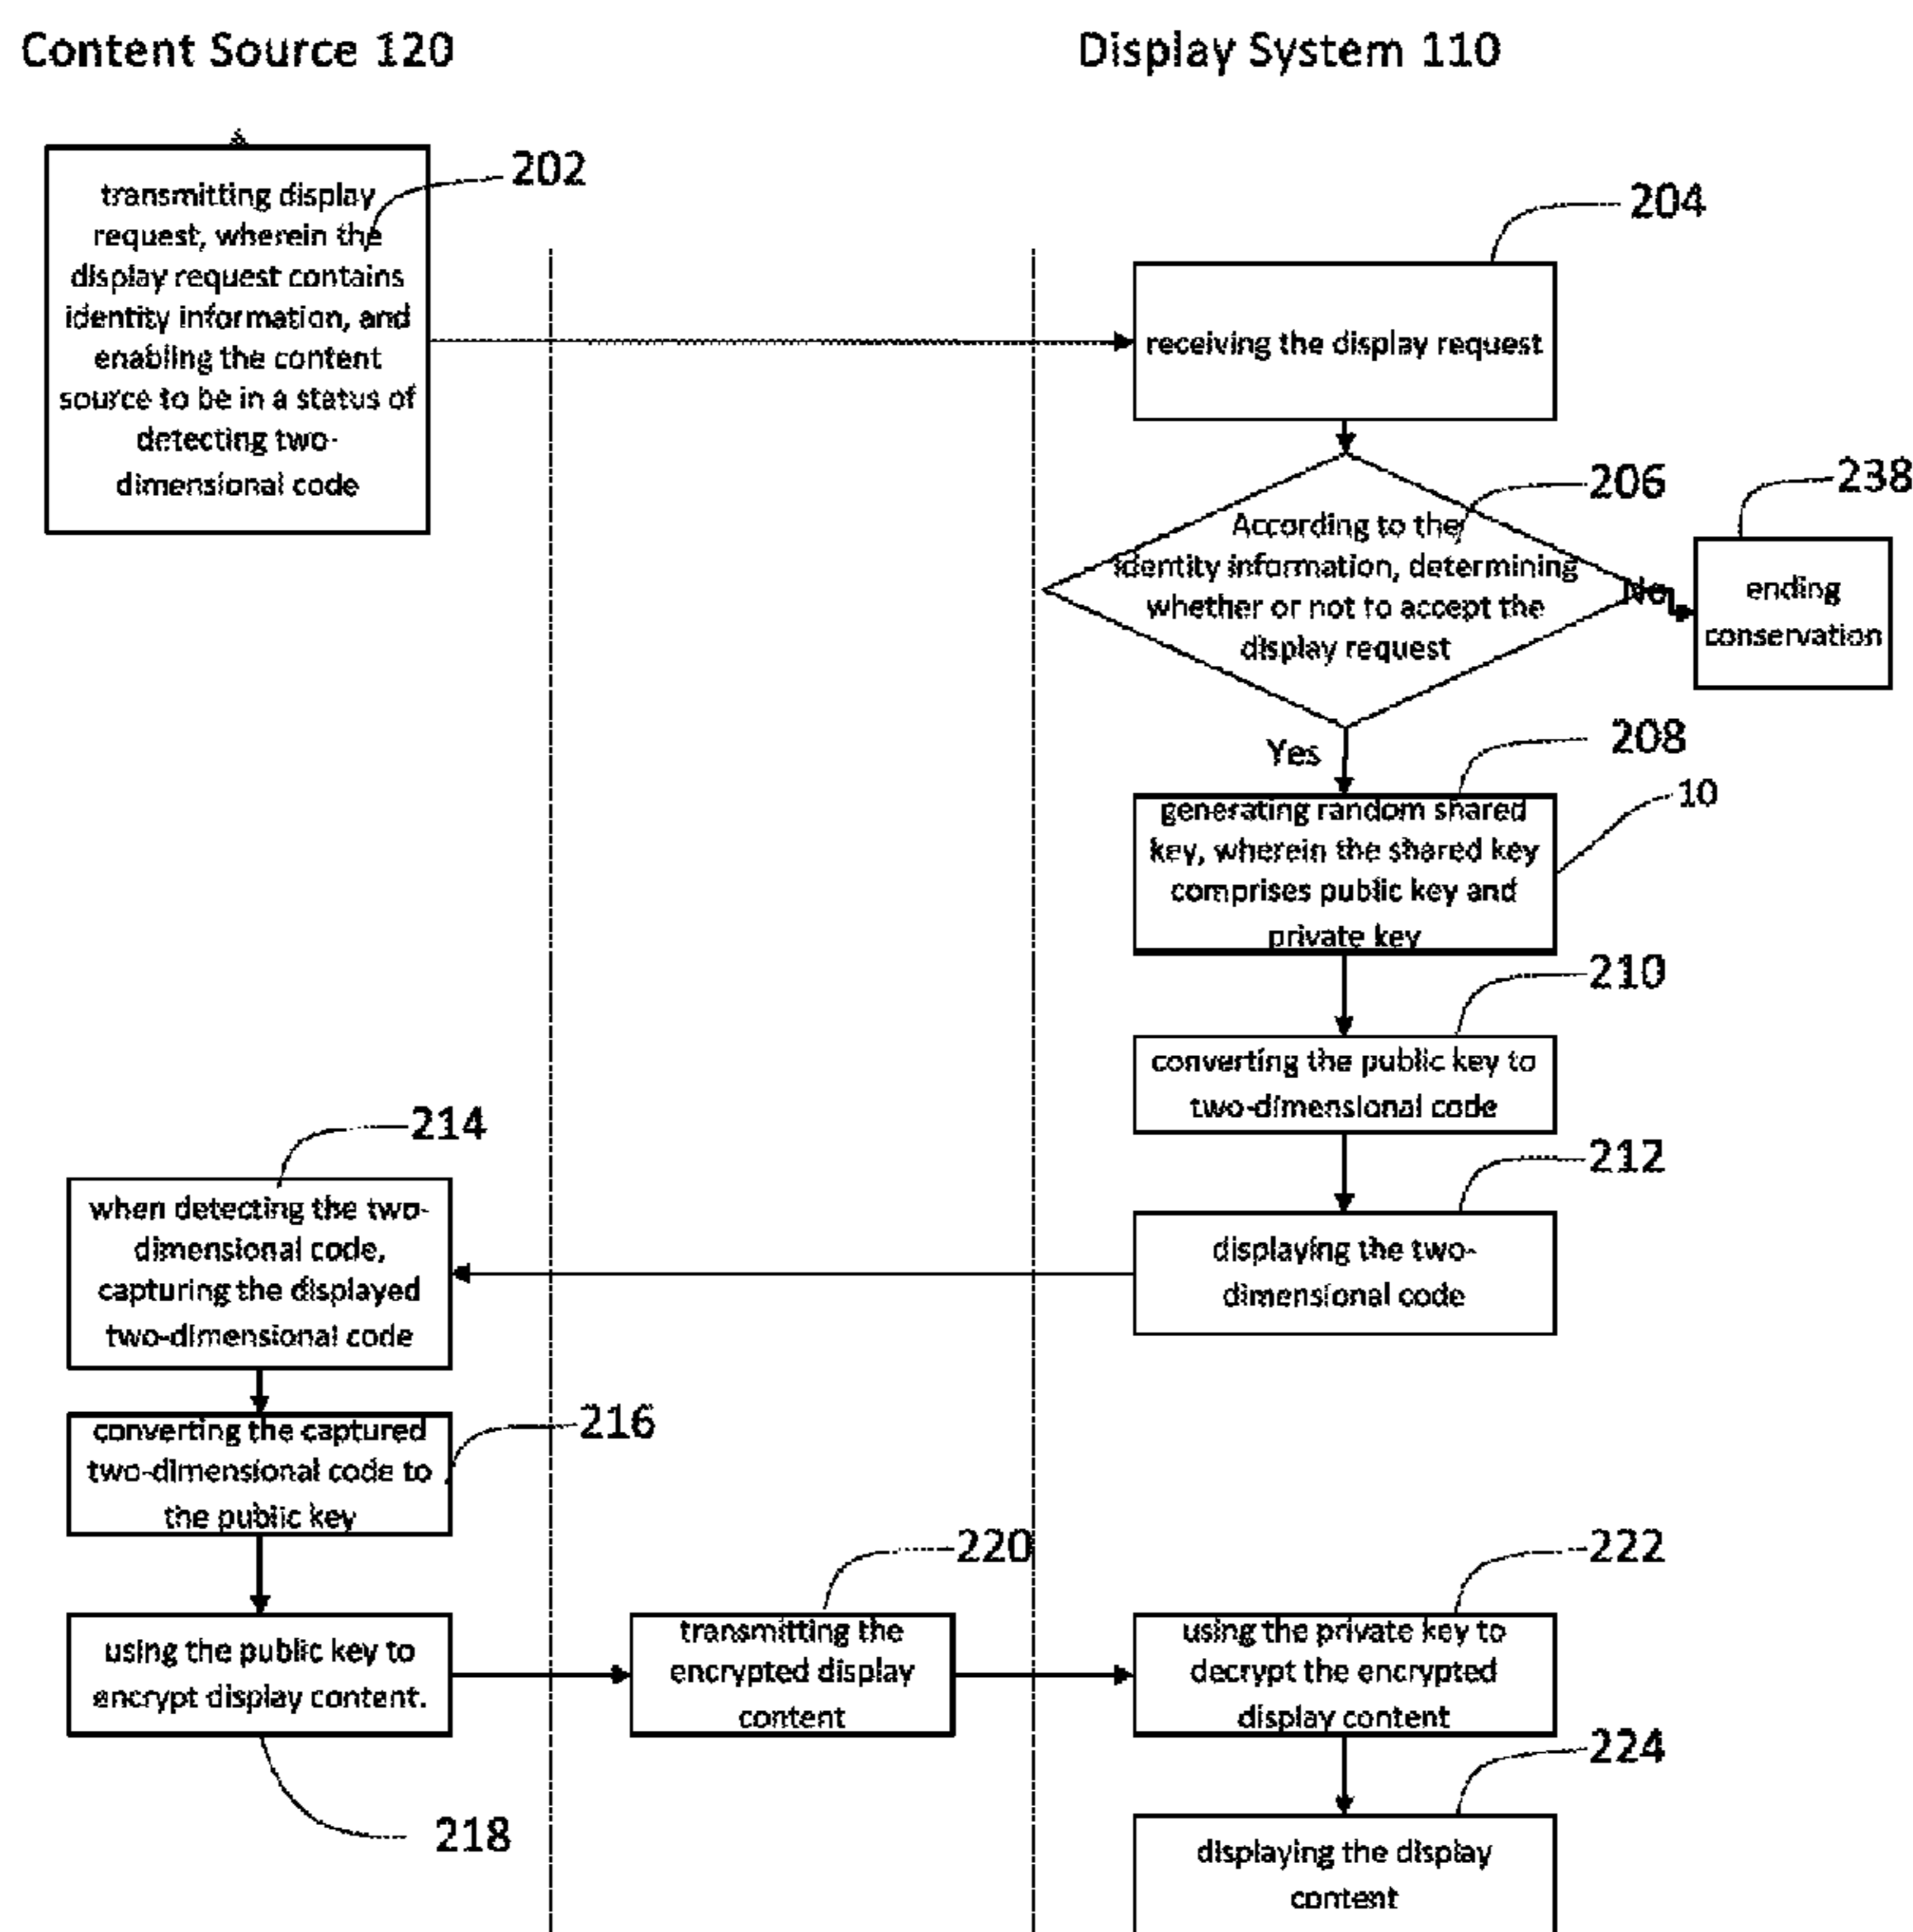 Content Source 120
Display System 110
202
transmitting display
request, wherein the
display request contains
identity information, and
enabling the content
source to be in a status of
detecting two-
dimensional code
204
receiving the display request
206
According to the
identity information, determining
whether or not to accept the
display request
No
238
ending
conservation
Yes
208
10
generating random shared
key, wherein the shared key
comprises public key and
private key
210
converting the public key to
two-dimensional code
212
displaying the two-
dimensional code
214
when detecting the two-
dimensional code,
capturing the displayed
two-dimensional code
216
converting the captured
two-dimensional code to
the public key
using the public key to
encrypt display content.
218
220
transmitting the
encrypted display
content
222
using the private key to
decrypt the encrypted
display content
224
displaying the display
content